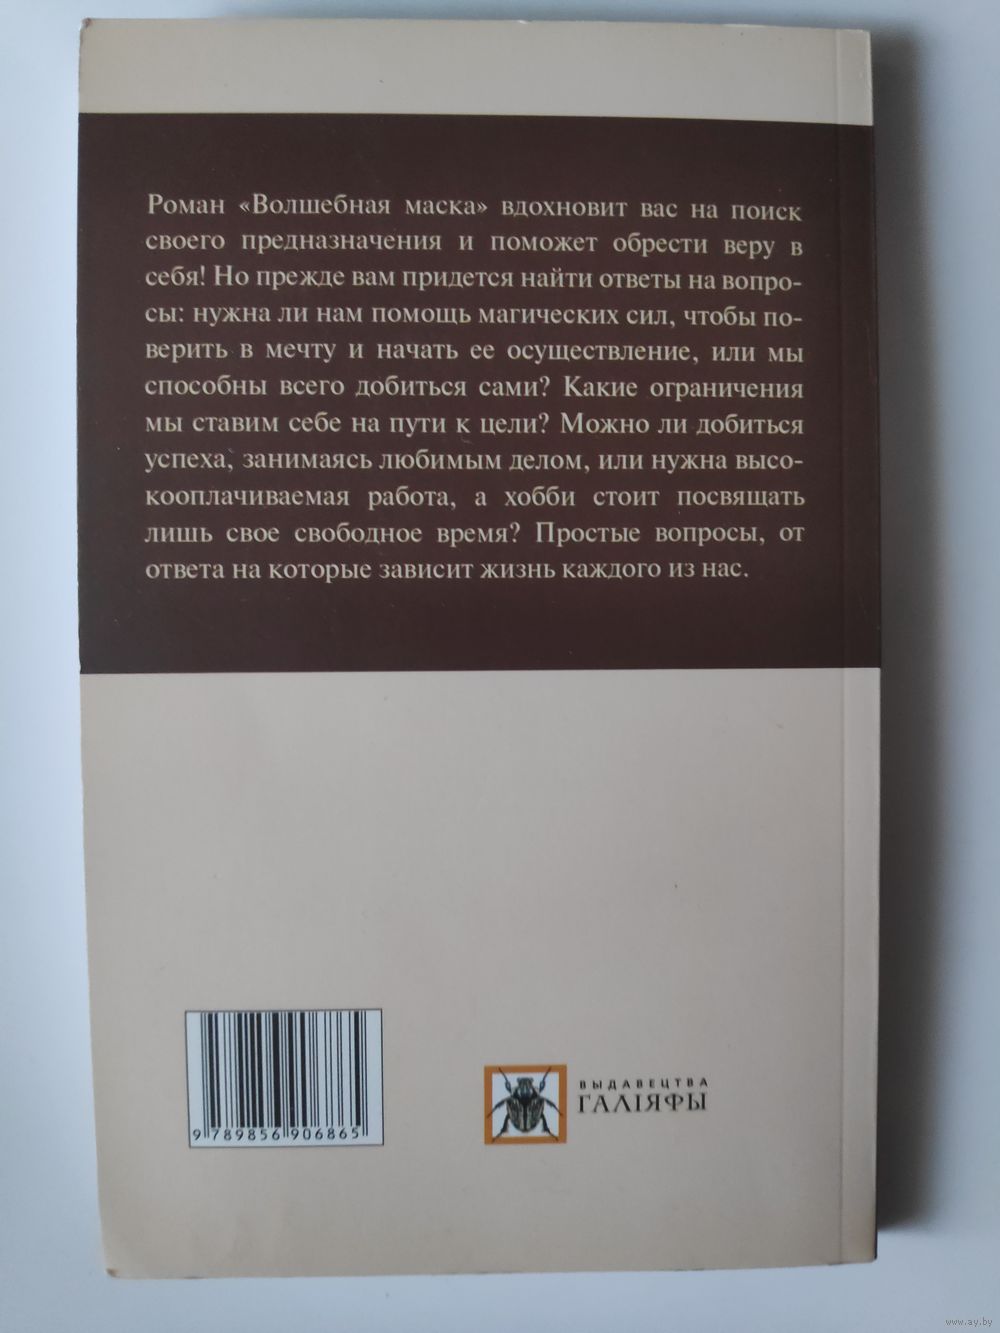 Роман «Волшебная маска» вдохновит вас на поиск
своего предназначения и поможет обрести веру в
себя! Но прежде вам придется найти ответы на вопро-
сы: нужна ли нам помощь магических сил, чтобы по-
верить в мечту и начать ее осуществление, или мы
способны всего добиться сами? Какие ограничения
мы ставим себе на пути к цели? Можно ли добиться
успеха, занимаясь любимым делом, или нужна высо-
кооплачиваемая работа, а хобби стоит посвящать
лишь свое свободное время? Простые вопросы, от
ответа на которые зависит жизнь каждого из нас.
9 789856 906865
ВЫДАВЕЦТВА
ГАЛІЯФЫ
www.ay.by